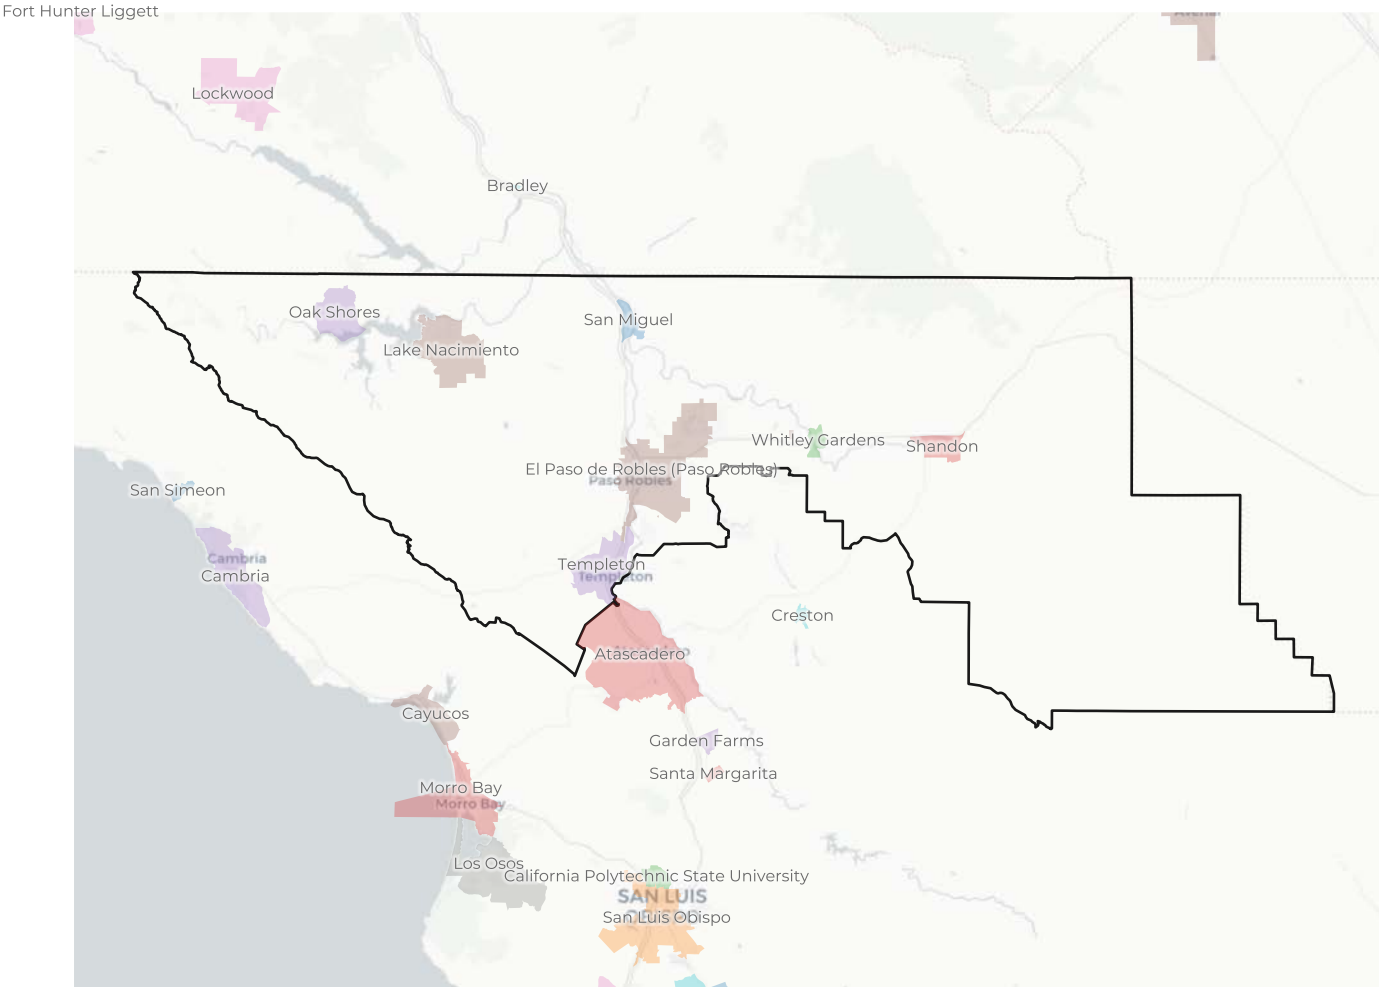 Fort Hunter Liggett
Lockwood
Bradley
Oak Shores
San Miguel
Lake Nacimiento
Whitley Gardens
Shandon
El Paso de Robles (Paso Robles)
Paso Robles
San Simeon
Cambria
Cambria
Templeton
Templeton
Creston
Atascadero
Cayucos
Garden Farms
Santa Margarita
Morro Bay
Morro Bay
Los Osos
California Polytechnic State University
SAN LUIS
San Luis Obispo